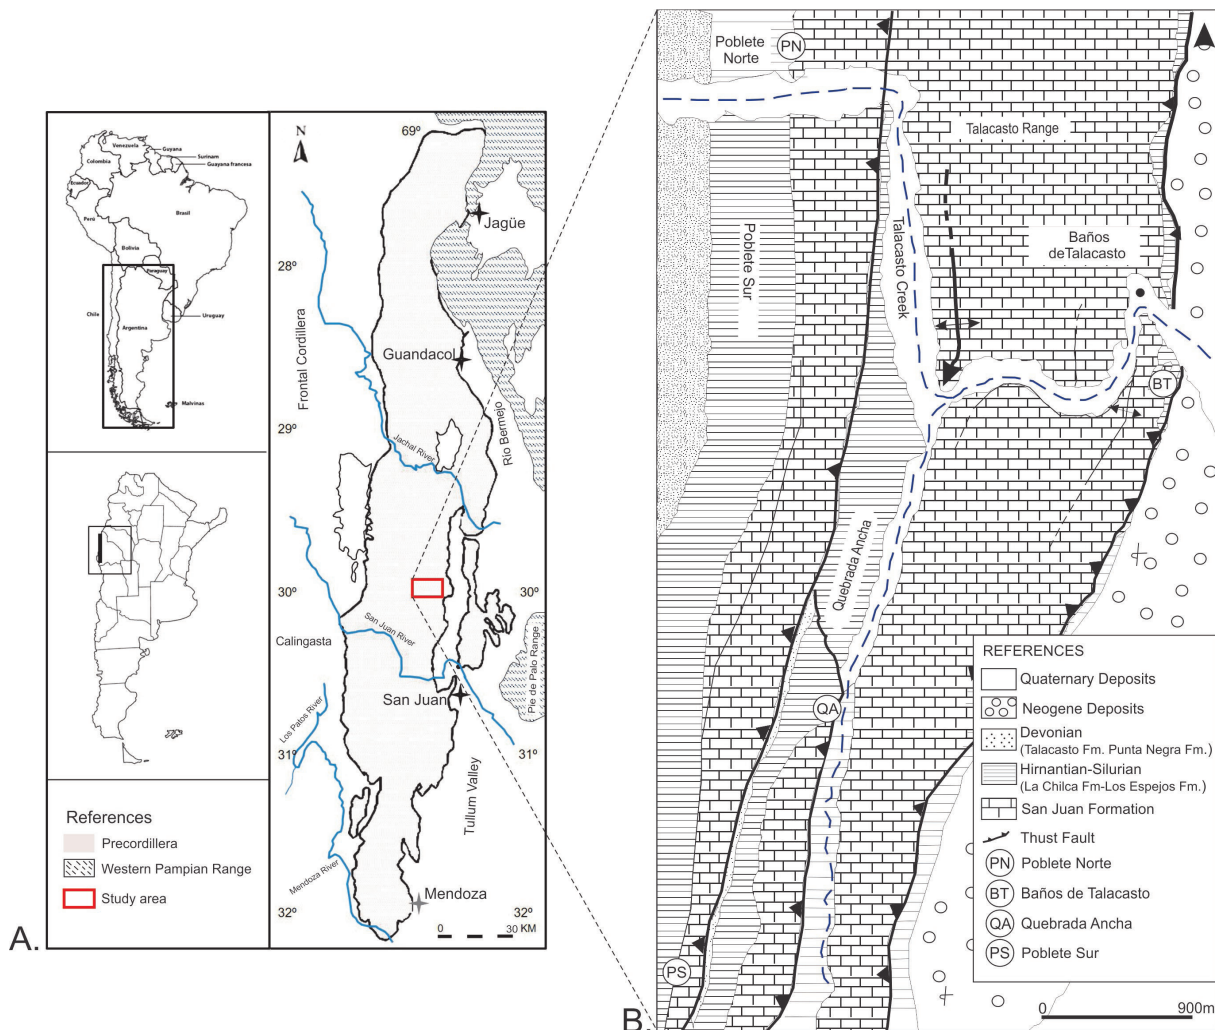 Venezuela
Guyana
Surinam
Guayana francesa
Colombia
Ecuador
Perú
Brasil
Bolivia
Paraguay
Chile
Argentina
Uruguay
Malvinas
References
Precordillera
Western Pampian Range
Study area
A.
N
69º
Jagüe
28º
Frontal Cordillera
Guandacol
29º
Río Bermejo
Jachal River
30º
30º
Calingasta
San Juan River
San Juan
Pie de Palo Range
Los Patos River
31º
31º
Tullum Valley
Mendoza River
Mendoza
32º
32º
0 30 KM
B.
Poblete
Norte
PN
Talacasto Range
Poblete Sur
Talacasto Creek
Baños
deTalacasto
BT
Quebrada Ancha
QA
PS
REFERENCES
Quaternary Deposits
Neogene Deposits
Devonian
(Talacasto Fm. Punta Negra Fm.)
Hirnantian-Silurian
(La Chilca Fm-Los Espejos Fm.)
San Juan Formation
Thust Fault
PN Poblete Norte
BT Baños de Talacasto
QA Quebrada Ancha
PS Poblete Sur
0 900m